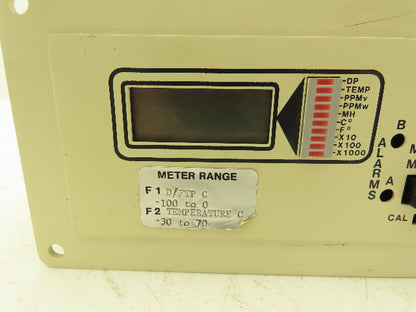 -DP
-TEMP
-PPMv
-PPMw
-MH
-C°
-F°
-X10
-X100
-X1000
METER RANGE
F1 D/FTP C
-100 to 0
F2 TEMPERATURE C
-30 to 70
ALARMS
B
A
M
M
CAL